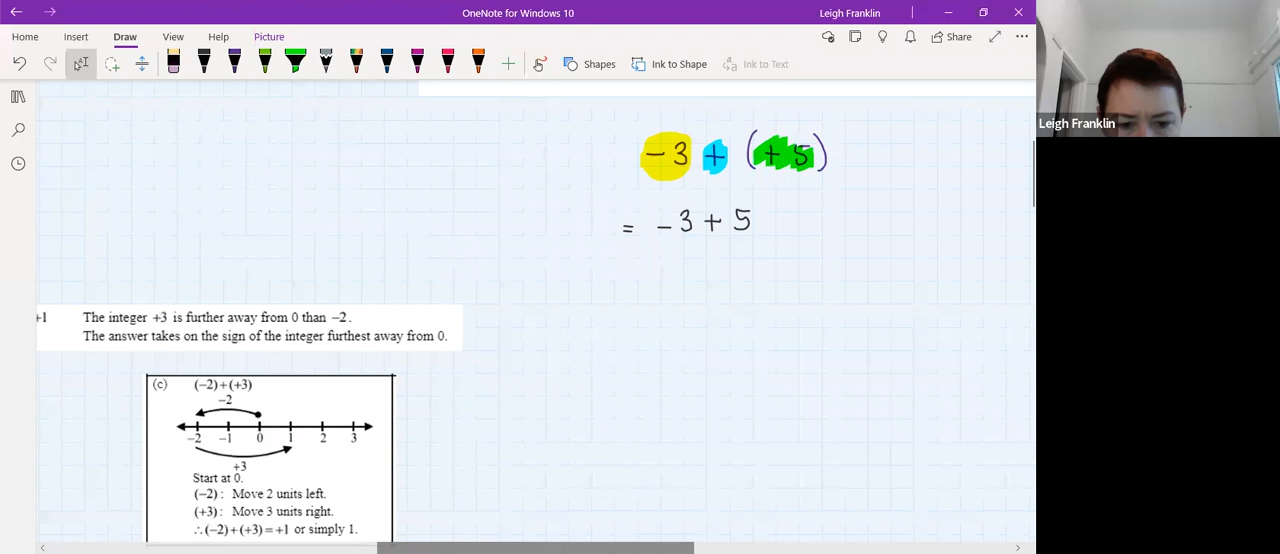 OneNote for Windows 10
Leigh Franklin
Home Insert Draw View Help Picture
Share
Shapes
Ink to Shape
Ink to Text
Leigh Franklin
-3 + (+5)
= -3 + 5
+1 The integer +3 is further away from 0 than −2.
The answer takes on the sign of the integer furthest away from 0.
(c) (−2)+(+3)
−2
−2 −1 0 1 2 3
+3
Start at 0.
(−2) : Move 2 units left.
(+3) : Move 3 units right.
∴(−2)+(+3)=+1 or simply 1.